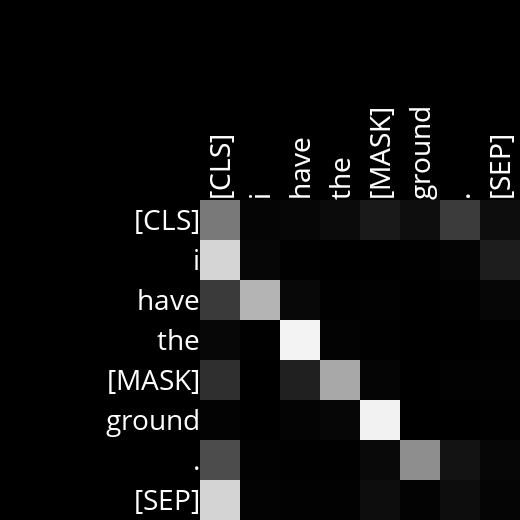 [CLS]
i
have
the
[MASK]
ground
.
[SEP]
[CLS]
i
have
the
[MASK]
ground
.
[SEP]